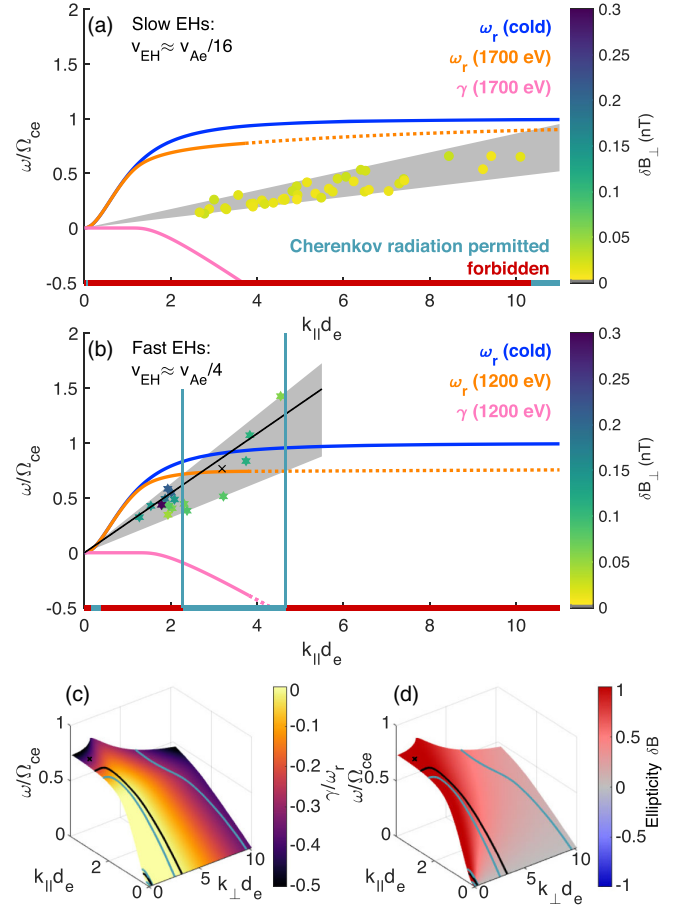 (a) Slow EHs:
v_EH ≈ v_Ae/16
ω_r (cold)
ω_r (1700 eV)
γ (1700 eV)
Cherenkov radiation permitted
forbidden
ω/Ω_ce
2
1.5
1
0.5
0
-0.5
0 2 4 6 8 10
k_||d_e
0.3
0.25
0.2
0.15
0.1
0.05
0
δB_⊥ (nT)
(b) Fast EHs:
v_EH ≈ v_Ae/4
ω_r (cold)
ω_r (1200 eV)
γ (1200 eV)
ω/Ω_ce
2
1.5
1
0.5
0
-0.5
0 2 4 6 8 10
k_||d_e
0.3
0.25
0.2
0.15
0.1
0.05
0
δB_⊥ (nT)
(c)
ω/Ω_ce
1
0.5
0
k_||d_e
2
0
0 5 10
k_⊥d_e
0
-0.1
-0.2
-0.3
-0.4
-0.5
γ/ω_r
(d)
ω/Ω_ce
1
0.5
0
k_||d_e
2
0
0 5 10
k_⊥d_e
1
0.5
0
-0.5
-1
Ellipticity δB